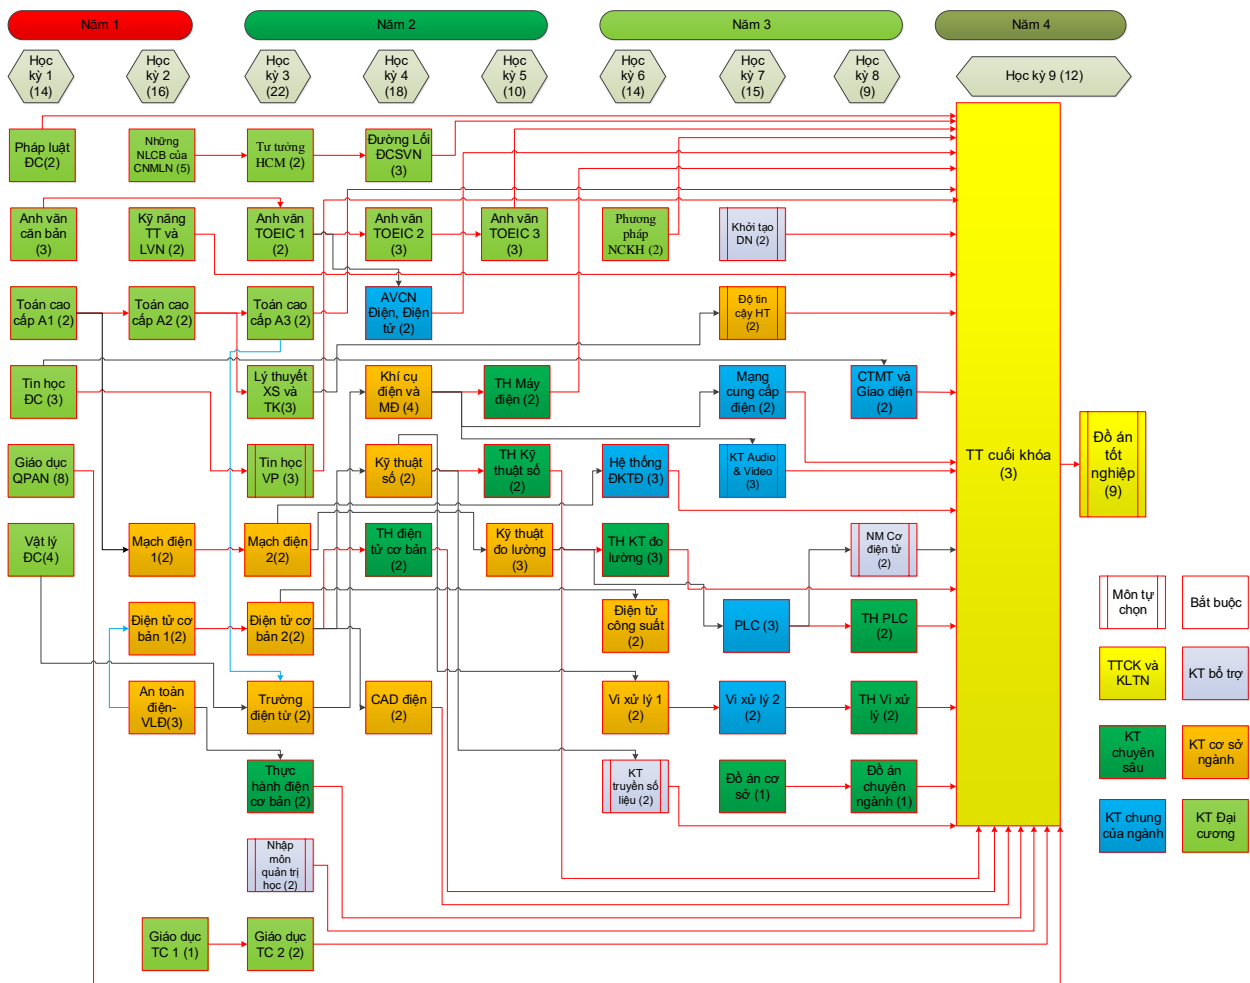 Năm 1
Năm 2
Năm 3
Năm 4
Học
kỳ 1
(14)
Học
kỳ 2
(16)
Học
kỳ 3
(22)
Học
kỳ 4
(18)
Học
kỳ 5
(10)
Học
kỳ 6
(14)
Học
kỳ 7
(15)
Học
kỳ 8
(9)
Học kỳ 9 (12)
Pháp luật
ĐC(2)
Những
NLCB của
CNMLN (5)
Tư tưởng
HCM (2)
Đường Lối
ĐCSVN
(3)
Anh văn
căn bản
(3)
Kỹ năng
TT và
LVN (2)
Anh văn
TOEIC 1
(2)
Anh văn
TOEIC 2
(3)
Anh văn
TOEIC 3
(3)
Phương
pháp
NCKH (2)
Khởi tạo
DN (2)
Toán cao
cấp A1 (2)
Toán cao
cấp A2 (2)
Toán cao
cấp A3 (2)
AVCN
Điện, Điện
tử (2)
Độ tin
cậy HT
(2)
Tin học
ĐC (3)
Lý thuyết
XS và
TK(3)
Khí cụ
điện và
MĐ (4)
TH Máy
điện (2)
Mạng
cung cấp
điện (2)
CTMT và
Giao diện
(2)
Giáo dục
QPAN (8)
Tin học
VP (3)
Kỹ thuật
số (2)
TH Kỹ
thuật số
(2)
Hệ thống
ĐKTĐ (3)
KT Audio
& Video
(3)
TT cuối khóa
(3)
Đồ án
tốt
nghiệp
(9)
Vật lý
ĐC(4)
Mạch điện
1(2)
Mạch điện
2(2)
TH điện
tử cơ bản
(2)
Kỹ thuật
đo lường
(3)
TH KT đo
lường (3)
NM Cơ
điện tử
(2)
Điện tử cơ
bản 1(2)
Điện tử cơ
bản 2(2)
Điện tử
công suất
(2)
PLC (3)
TH PLC
(2)
Môn tự
chọn
Bắt buộc
An toàn
điện-
VLĐ(3)
Trường
điện từ (2)
CAD điện
(2)
Vi xử lý 1
(2)
Vi xử lý 2
(2)
TH Vi xử
lý (2)
TTCK và
KLTN
KT bổ trợ
Thực
hành điện
cơ bản (2)
KT
truyền số
liệu (2)
Đồ án cơ
sở (1)
Đồ án
chuyên
ngành (1)
KT
chuyên
sâu
KT cơ sở
ngành
Nhập
môn
quản trị
học (2)
KT chung
của ngành
KT Đại
cương
Giáo dục
TC 1 (1)
Giáo dục
TC 2 (2)